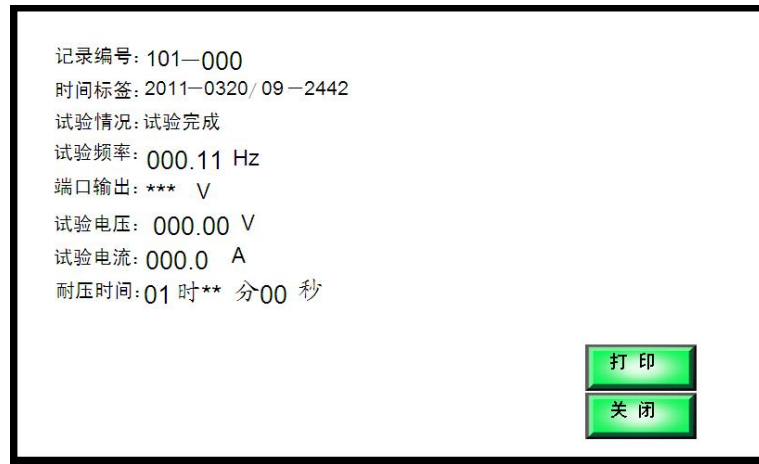 记录编号: 101—000
时间标签: 2011—0320/ 09 —2442
试验情况: 试验完成
试验频率: 000.11 Hz
端口输出: *** V
试验电压: 000.00 V
试验电流: 000.0 A
耐压时间: 01 时** 分00 秒
打 印
关 闭